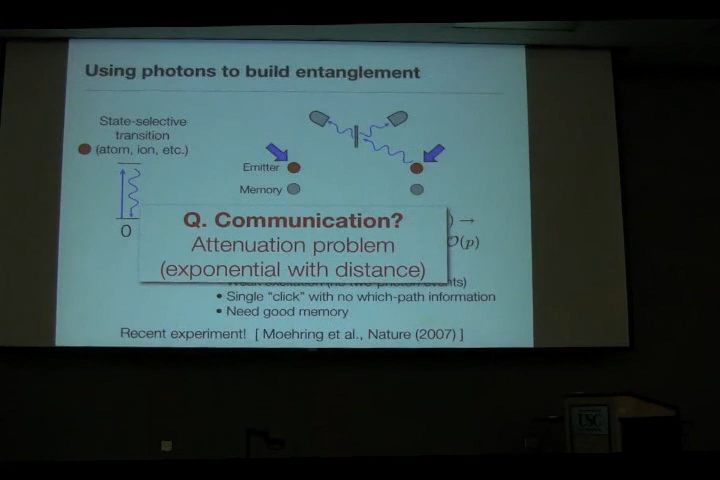 Using photons to build entanglement
State-selective
transition
(atom, ion, etc.)
Emitter
Memory
0
) →
O(p)
Q. Communication?
Attenuation problem
(exponential with distance)
• Single “click” with no which-path information
• Need good memory
Recent experiment! [ Moehring et al., Nature (2007) ]
USC